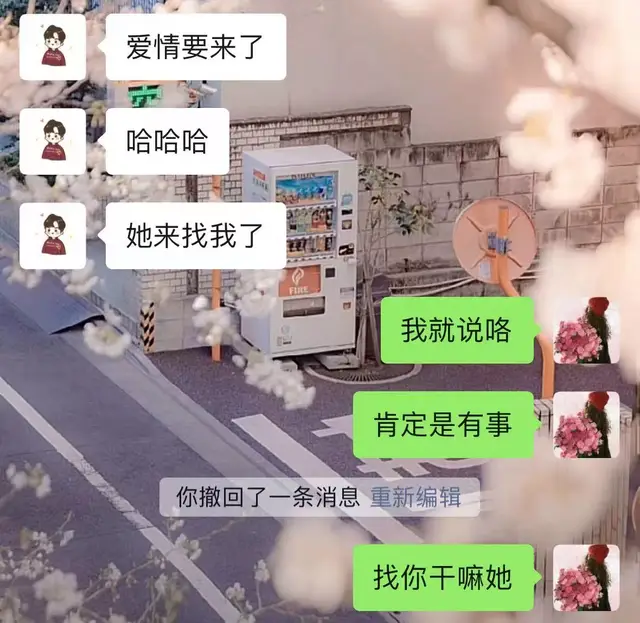 爱情要来了
哈哈哈
她来找我了
我就说咯
肯定是有事
你撤回了一条消息 重新编辑
找你干嘛她
FIRE